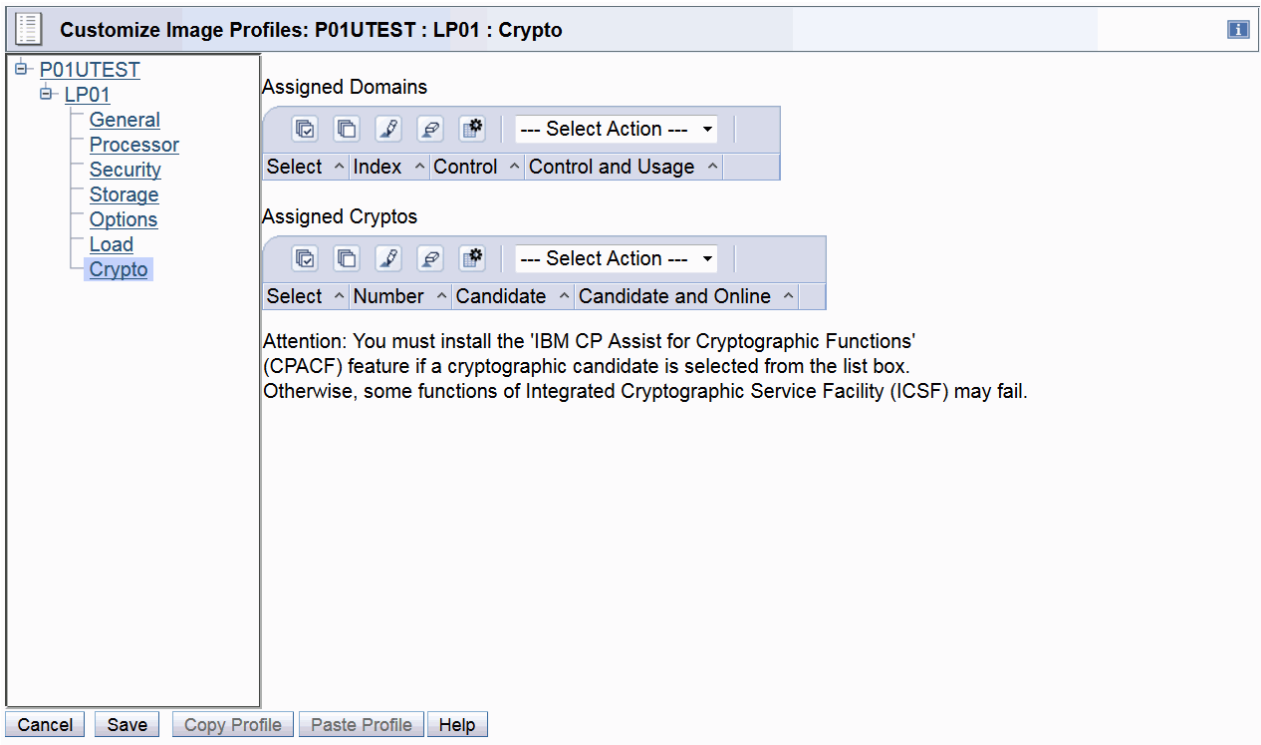 Customize Image Profiles: P01UTEST : LP01 : Crypto
i
P01UTEST
LP01
General
Processor
Security
Storage
Options
Load
Crypto
Assigned Domains
--- Select Action ---
Select ^ Index ^ Control ^ Control and Usage ^
Assigned Cryptos
--- Select Action ---
Select ^ Number ^ Candidate ^ Candidate and Online ^
Attention: You must install the 'IBM CP Assist for Cryptographic Functions'
(CPACF) feature if a cryptographic candidate is selected from the list box.
Otherwise, some functions of Integrated Cryptographic Service Facility (ICSF) may fail.
Cancel Save Copy Profile Paste Profile Help